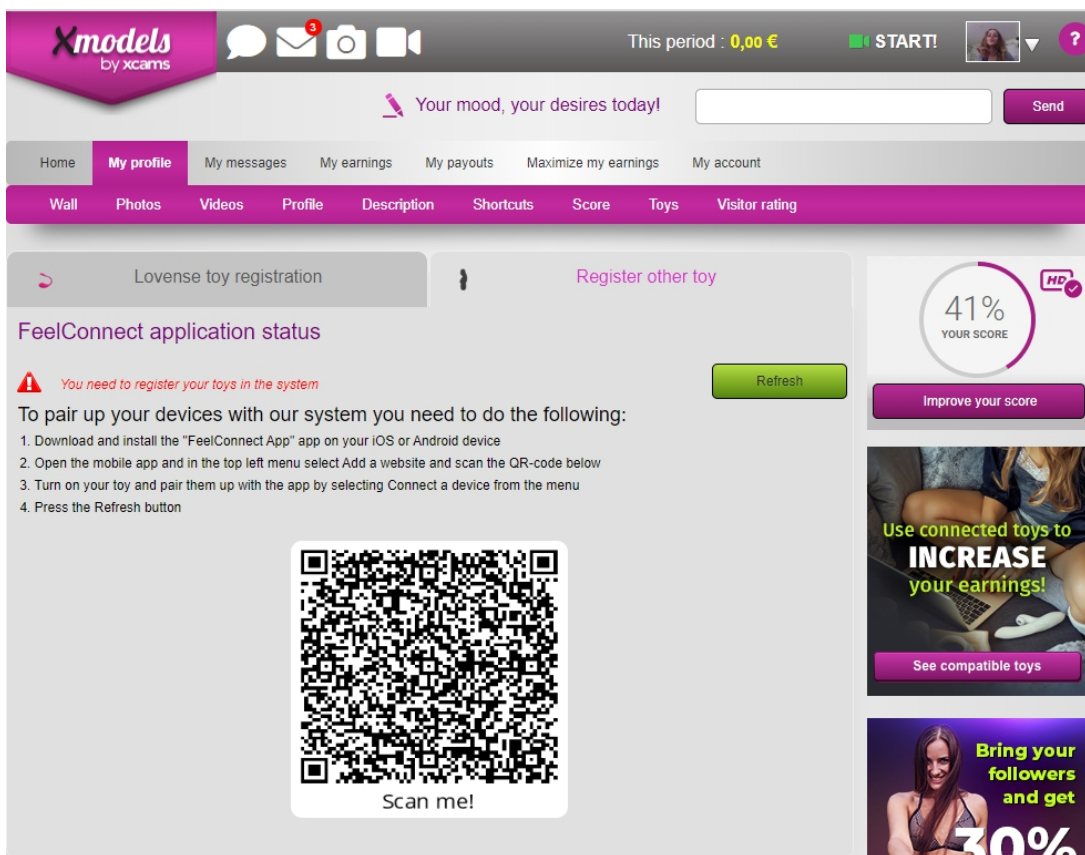 Xmodels
by xcams
3
This period : 0,00 €
START!
?
Your mood, your desires today!
Send
Home
My profile
My messages
My earnings
My payouts
Maximize my earnings
My account
Wall
Photos
Videos
Profile
Description
Shortcuts
Score
Toys
Visitor rating
Lovense toy registration
Register other toy
FeelConnect application status
You need to register your toys in the system
Refresh
To pair up your devices with our system you need to do the following:
1. Download and install the "FeelConnect App" app on your iOS or Android device
2. Open the mobile app and in the top left menu select Add a website and scan the QR-code below
3. Turn on your toy and pair them up with the app by selecting Connect a device from the menu
4. Press the Refresh button
Scan me!
HD
41%
YOUR SCORE
Improve your score
Use connected toys to
INCREASE
your earnings!
See compatible toys
Bring your
followers
and get
30%